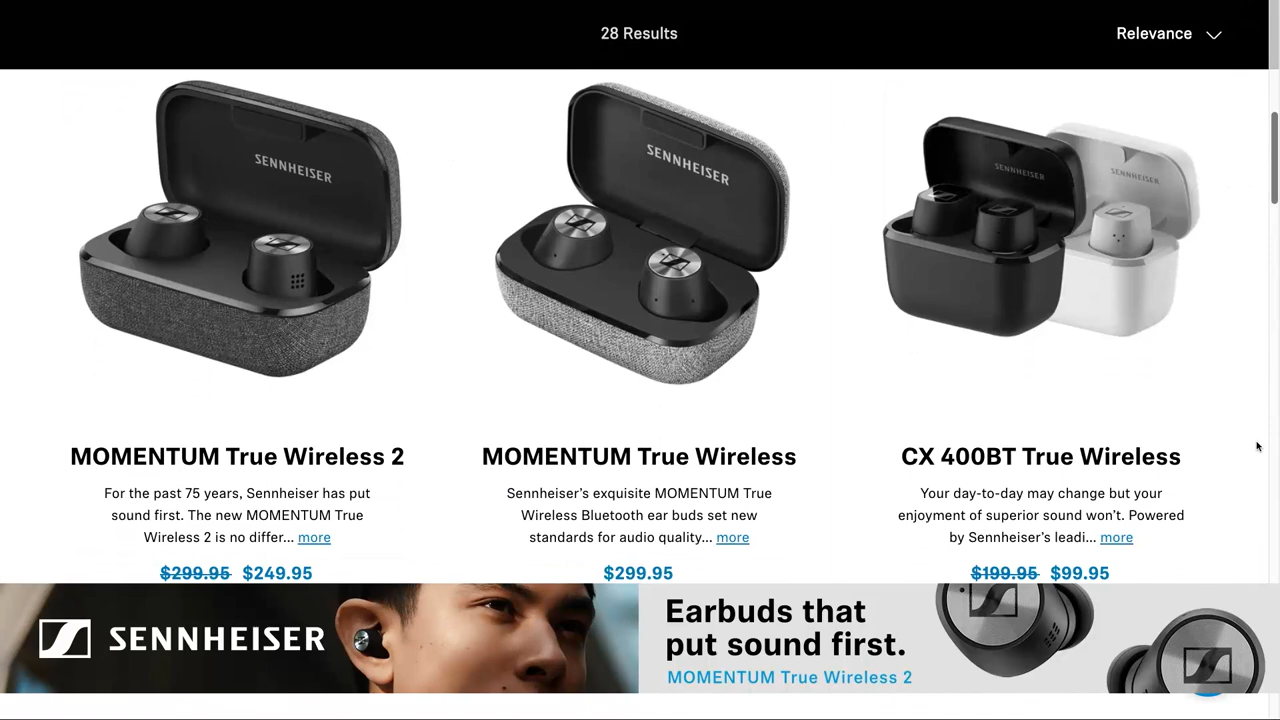 28 Results
Relevance
SENNHEISER
SENNHEISER
SENNHEISER
SENNHEISER
MOMENTUM True Wireless 2
For the past 75 years, Sennheiser has put
sound first. The new MOMENTUM True
Wireless 2 is no differ... more
$299.95 $249.95
MOMENTUM True Wireless
Sennheiser’s exquisite MOMENTUM True
Wireless Bluetooth ear buds set new
standards for audio quality... more
$299.95
CX 400BT True Wireless
Your day-to-day may change but your
enjoyment of superior sound won’t. Powered
by Sennheiser’s leadi... more
$199.95 $99.95
SENNHEISER
Earbuds that
put sound first.
MOMENTUM True Wireless 2